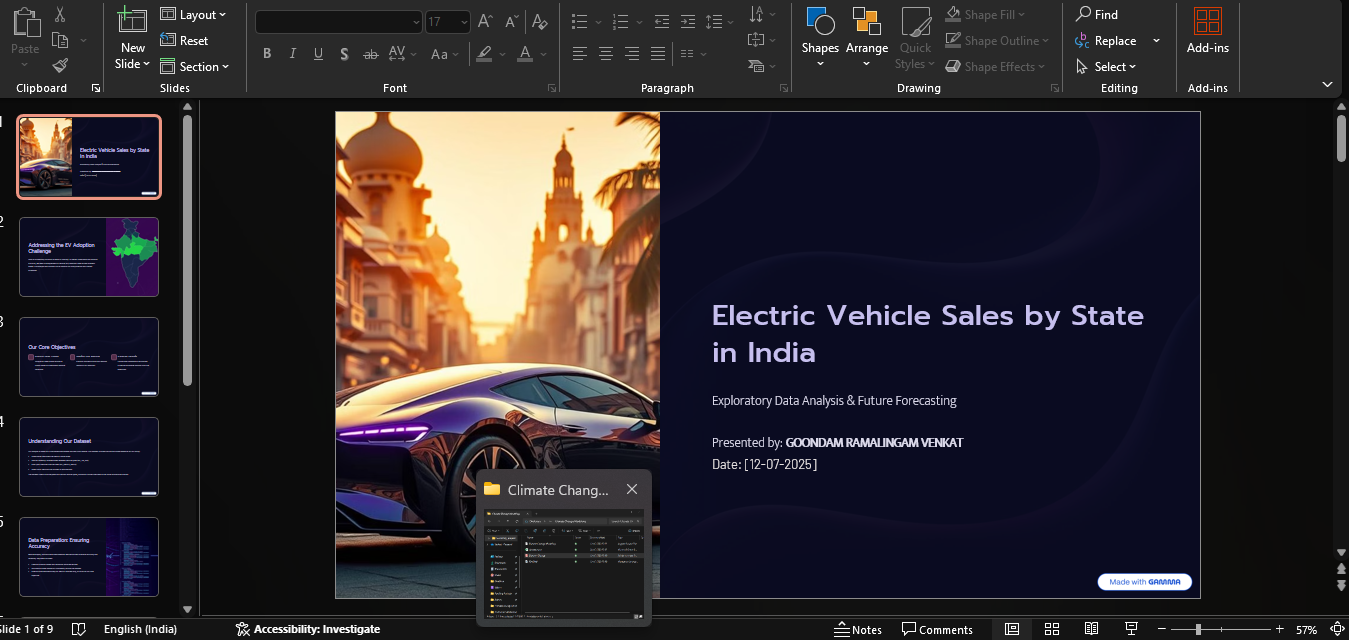 Paste
Clipboard
New
Slide
Layout
Reset
Section
Slides
17
B I U S ab AV Aa A
Font
Paragraph
Shapes
Arrange
Quick
Styles
Shape Fill
Shape Outline
Shape Effects
Drawing
Find
Replace
Select
Editing
Add-ins
Add-ins
Electric Vehicle Sales by State
in India
2
Addressing the EV Adoption
Challenge
3
Our Core Objectives
4
Understanding Our Dataset
5
Data Preparation: Ensuring
Accuracy
Electric Vehicle Sales by State
in India
Exploratory Data Analysis & Future Forecasting
Presented by: GOONDAM RAMALINGAM VENKAT
Date: [12-07-2025]
Made with GAMMA
Climate Chang...
Slide 1 of 9
English (India)
Accessibility: Investigate
Notes
Comments
57%